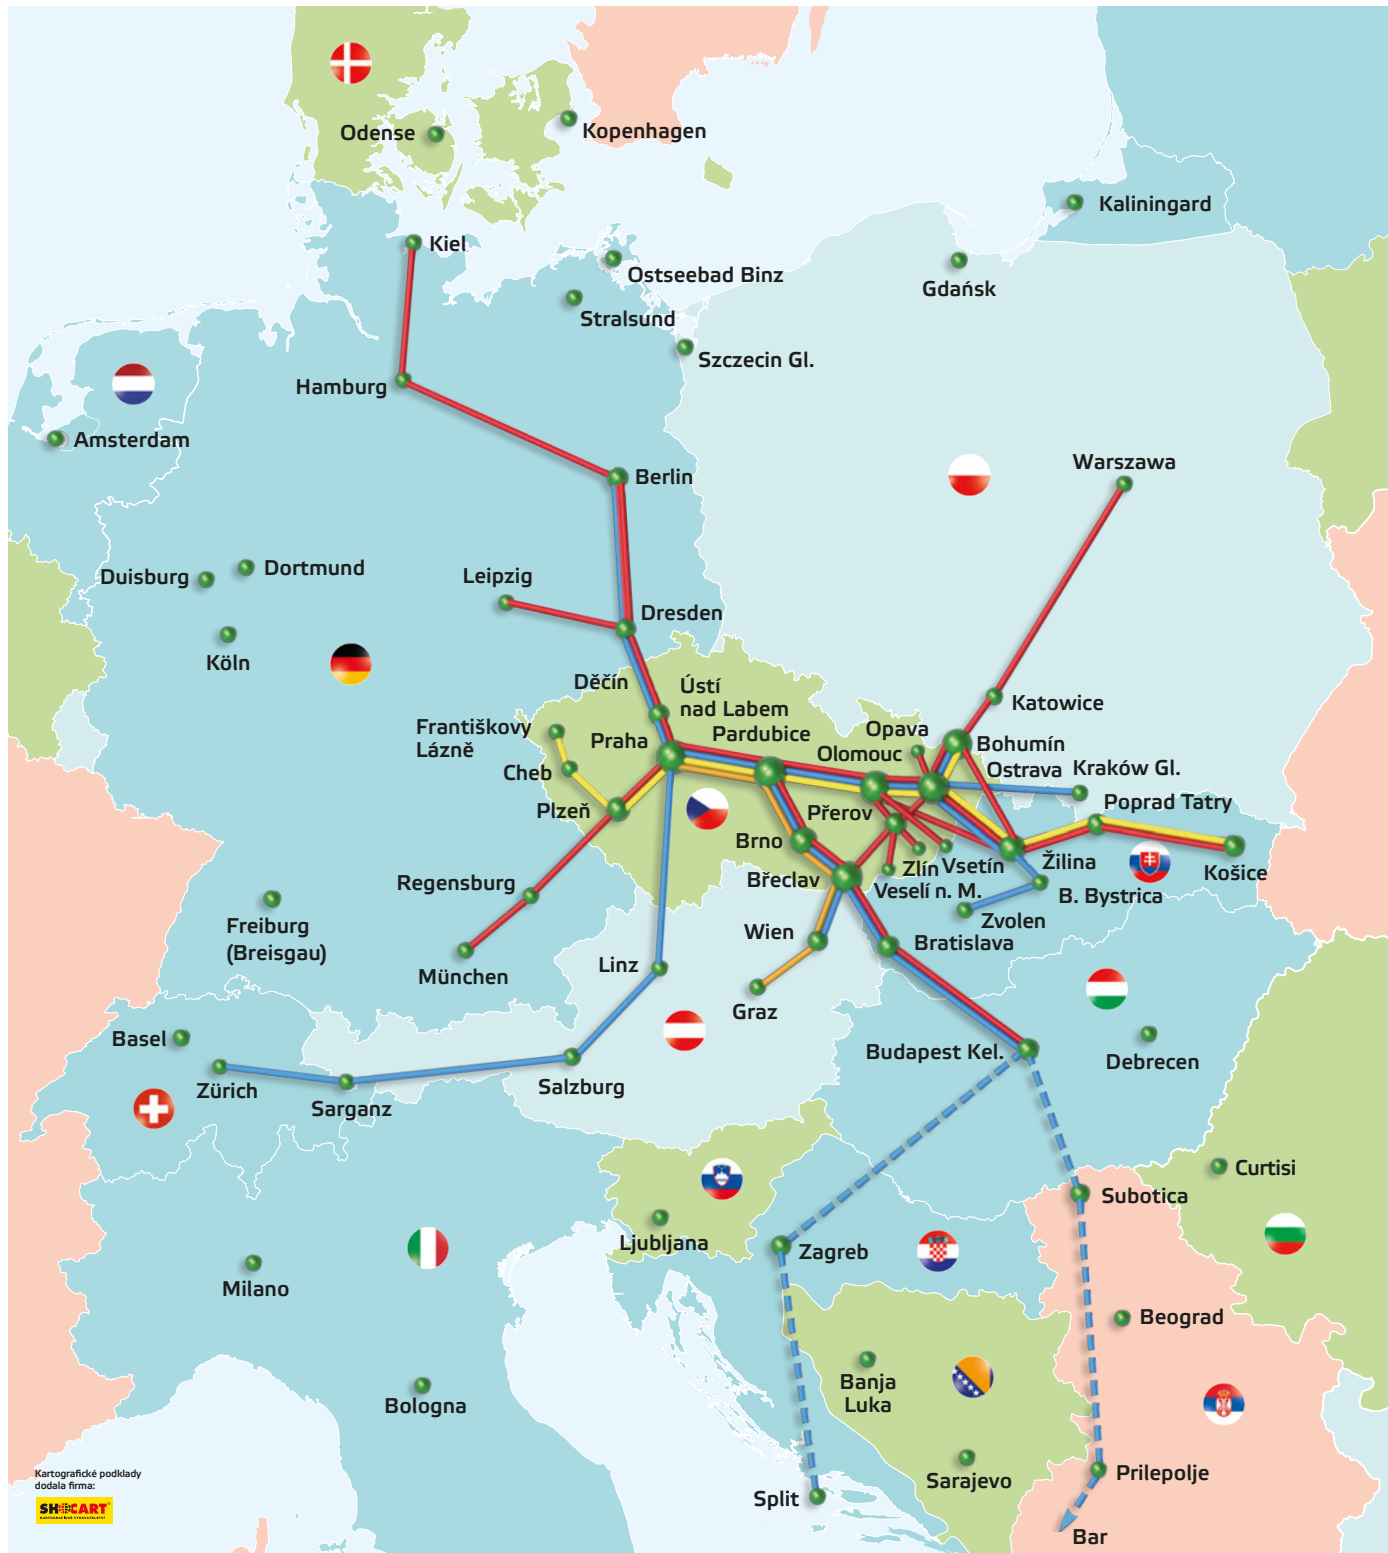 Odense
Kopenhagen
Kaliningard
Kiel
Ostseebad Binz
Gdańsk
Stralsund
Szczecin Gl.
Hamburg
Amsterdam
Warszawa
Berlin
Duisburg
Dortmund
Leipzig
Dresden
Köln
Děčín
Ústí
nad Labem
Katowice
Františkovy
Lázně
Praha
Pardubice
Opava
Olomouc
Bohumín
Ostrava
Kraków Gl.
Cheb
Plzeň
Přerov
Poprad Tatry
Brno
Zlín
Vsetín
Žilina
Košice
Břeclav
Veselí n. M.
B. Bystrica
Regensburg
Freiburg
(Breisgau)
Zvolen
Wien
Bratislava
München
Linz
Graz
Basel
Budapest Kel.
Debrecen
Zürich
Salzburg
Sarganz
Curtisi
Subotica
Ljubljana
Zagreb
Milano
Beograd
Banja
Luka
Bologna
Sarajevo
Prilepolje
Kartografické podklady
dodala firma:
SHOCART
KARTOGRAFICKÉ VYDAVATELSTVÍ
Split
Bar